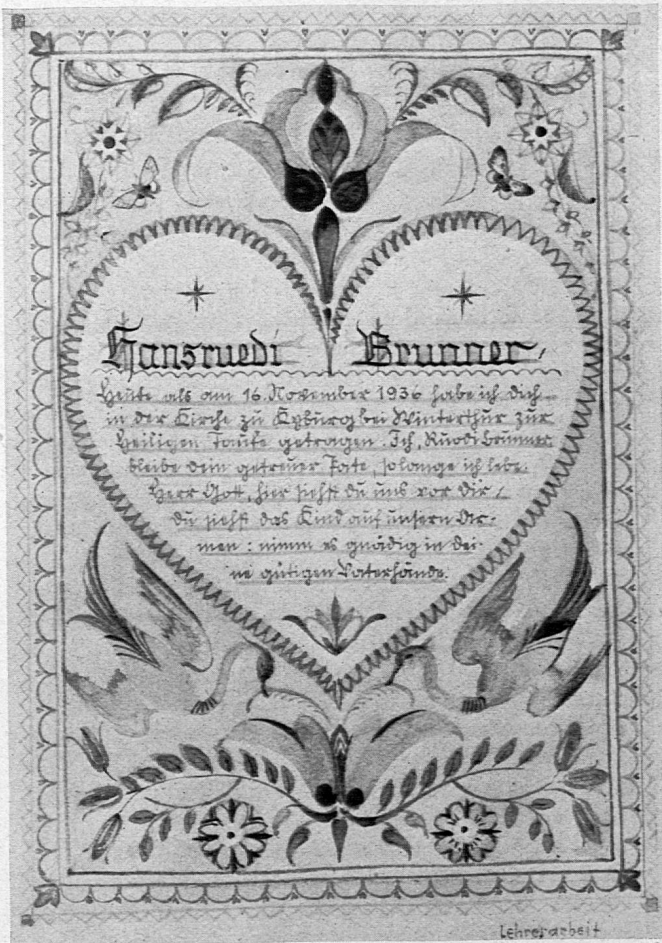 Hansruedi Brunner,
Heute als am 16. November 1936 habe ich dich
in der Kirche zu Kyburg bei Winterthur zur
Heiligen Taufe getragen. Ich, Ruodi Brunner
bleibe dein getreuer Tate, solange ich lebe.
Herr Gott, hier siehst du uns vor dir /
du siehst das Kind auf unsern Ar-
men: nimm es gnädig in dei-
ne gütigen Vaterhände.
Lehrerarbeit